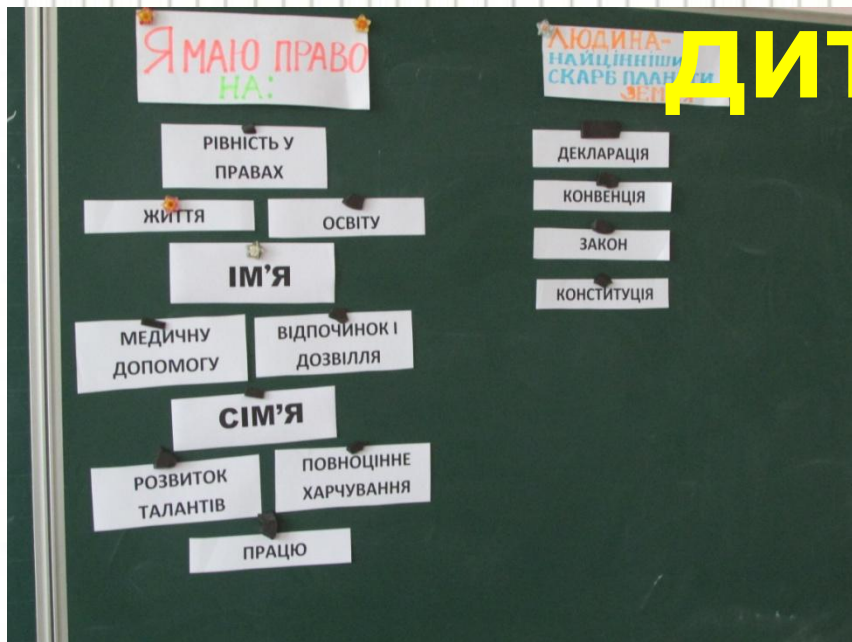 Я МАЮ ПРАВО
НА:
РІВНІСТЬ У
ПРАВАХ
ЖИТТЯ
ОСВІТУ
ІМ’Я
МЕДИЧНУ
ДОПОМОГУ
ВІДПОЧИНОК І
ДОЗВІЛЛЯ
СІМ’Я
РОЗВИТОК
ТАЛАНТІВ
ПОВНОЦІННЕ
ХАРЧУВАННЯ
ПРАЦЮ
ЛЮДИНА-
СКАРБ
ДИТ
ДЕКЛАРАЦІЯ
КОНВЕНЦІЯ
ЗАКОН
КОНСТИТУЦІЯ